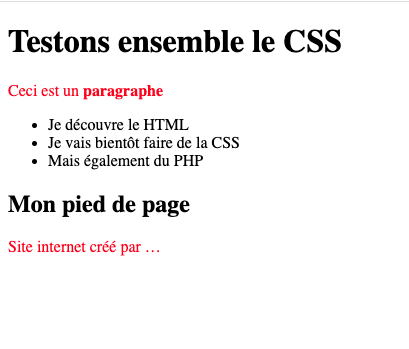 Testons ensemble le CSS
Ceci est un paragraphe
Je découvre le HTML
Je vais bientôt faire de la CSS
Mais également du PHP
Mon pied de page
Site internet créé par …